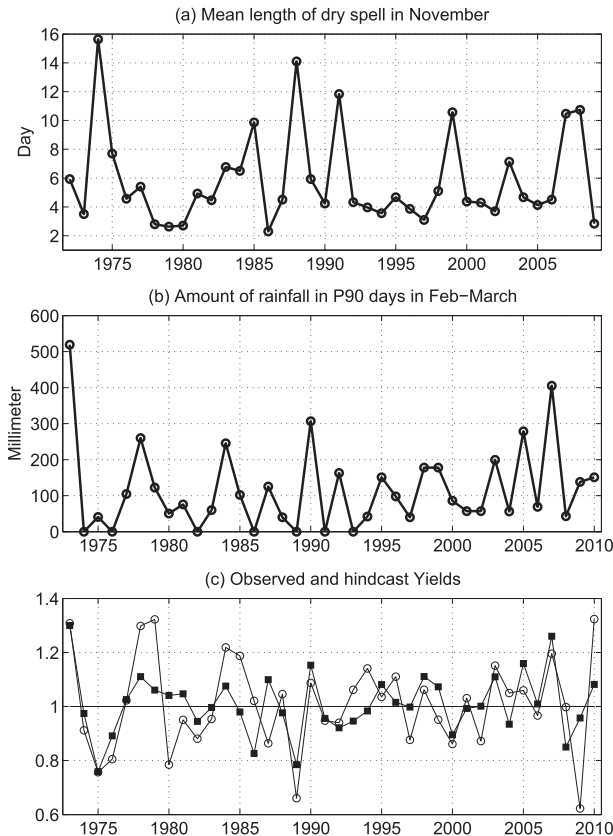 (a) Mean length of dry spell in November
16
14
12
10
8
6
4
2
Day
1975 1980 1985 1990 1995 2000 2005
(b) Amount of rainfall in P90 days in Feb−March
600
500
400
300
200
100
0
Millimeter
1975 1980 1985 1990 1995 2000 2005 2010
(c) Observed and hindcast Yields
1.4
1.2
1
0.8
0.6
1975 1980 1985 1990 1995 2000 2005 2010